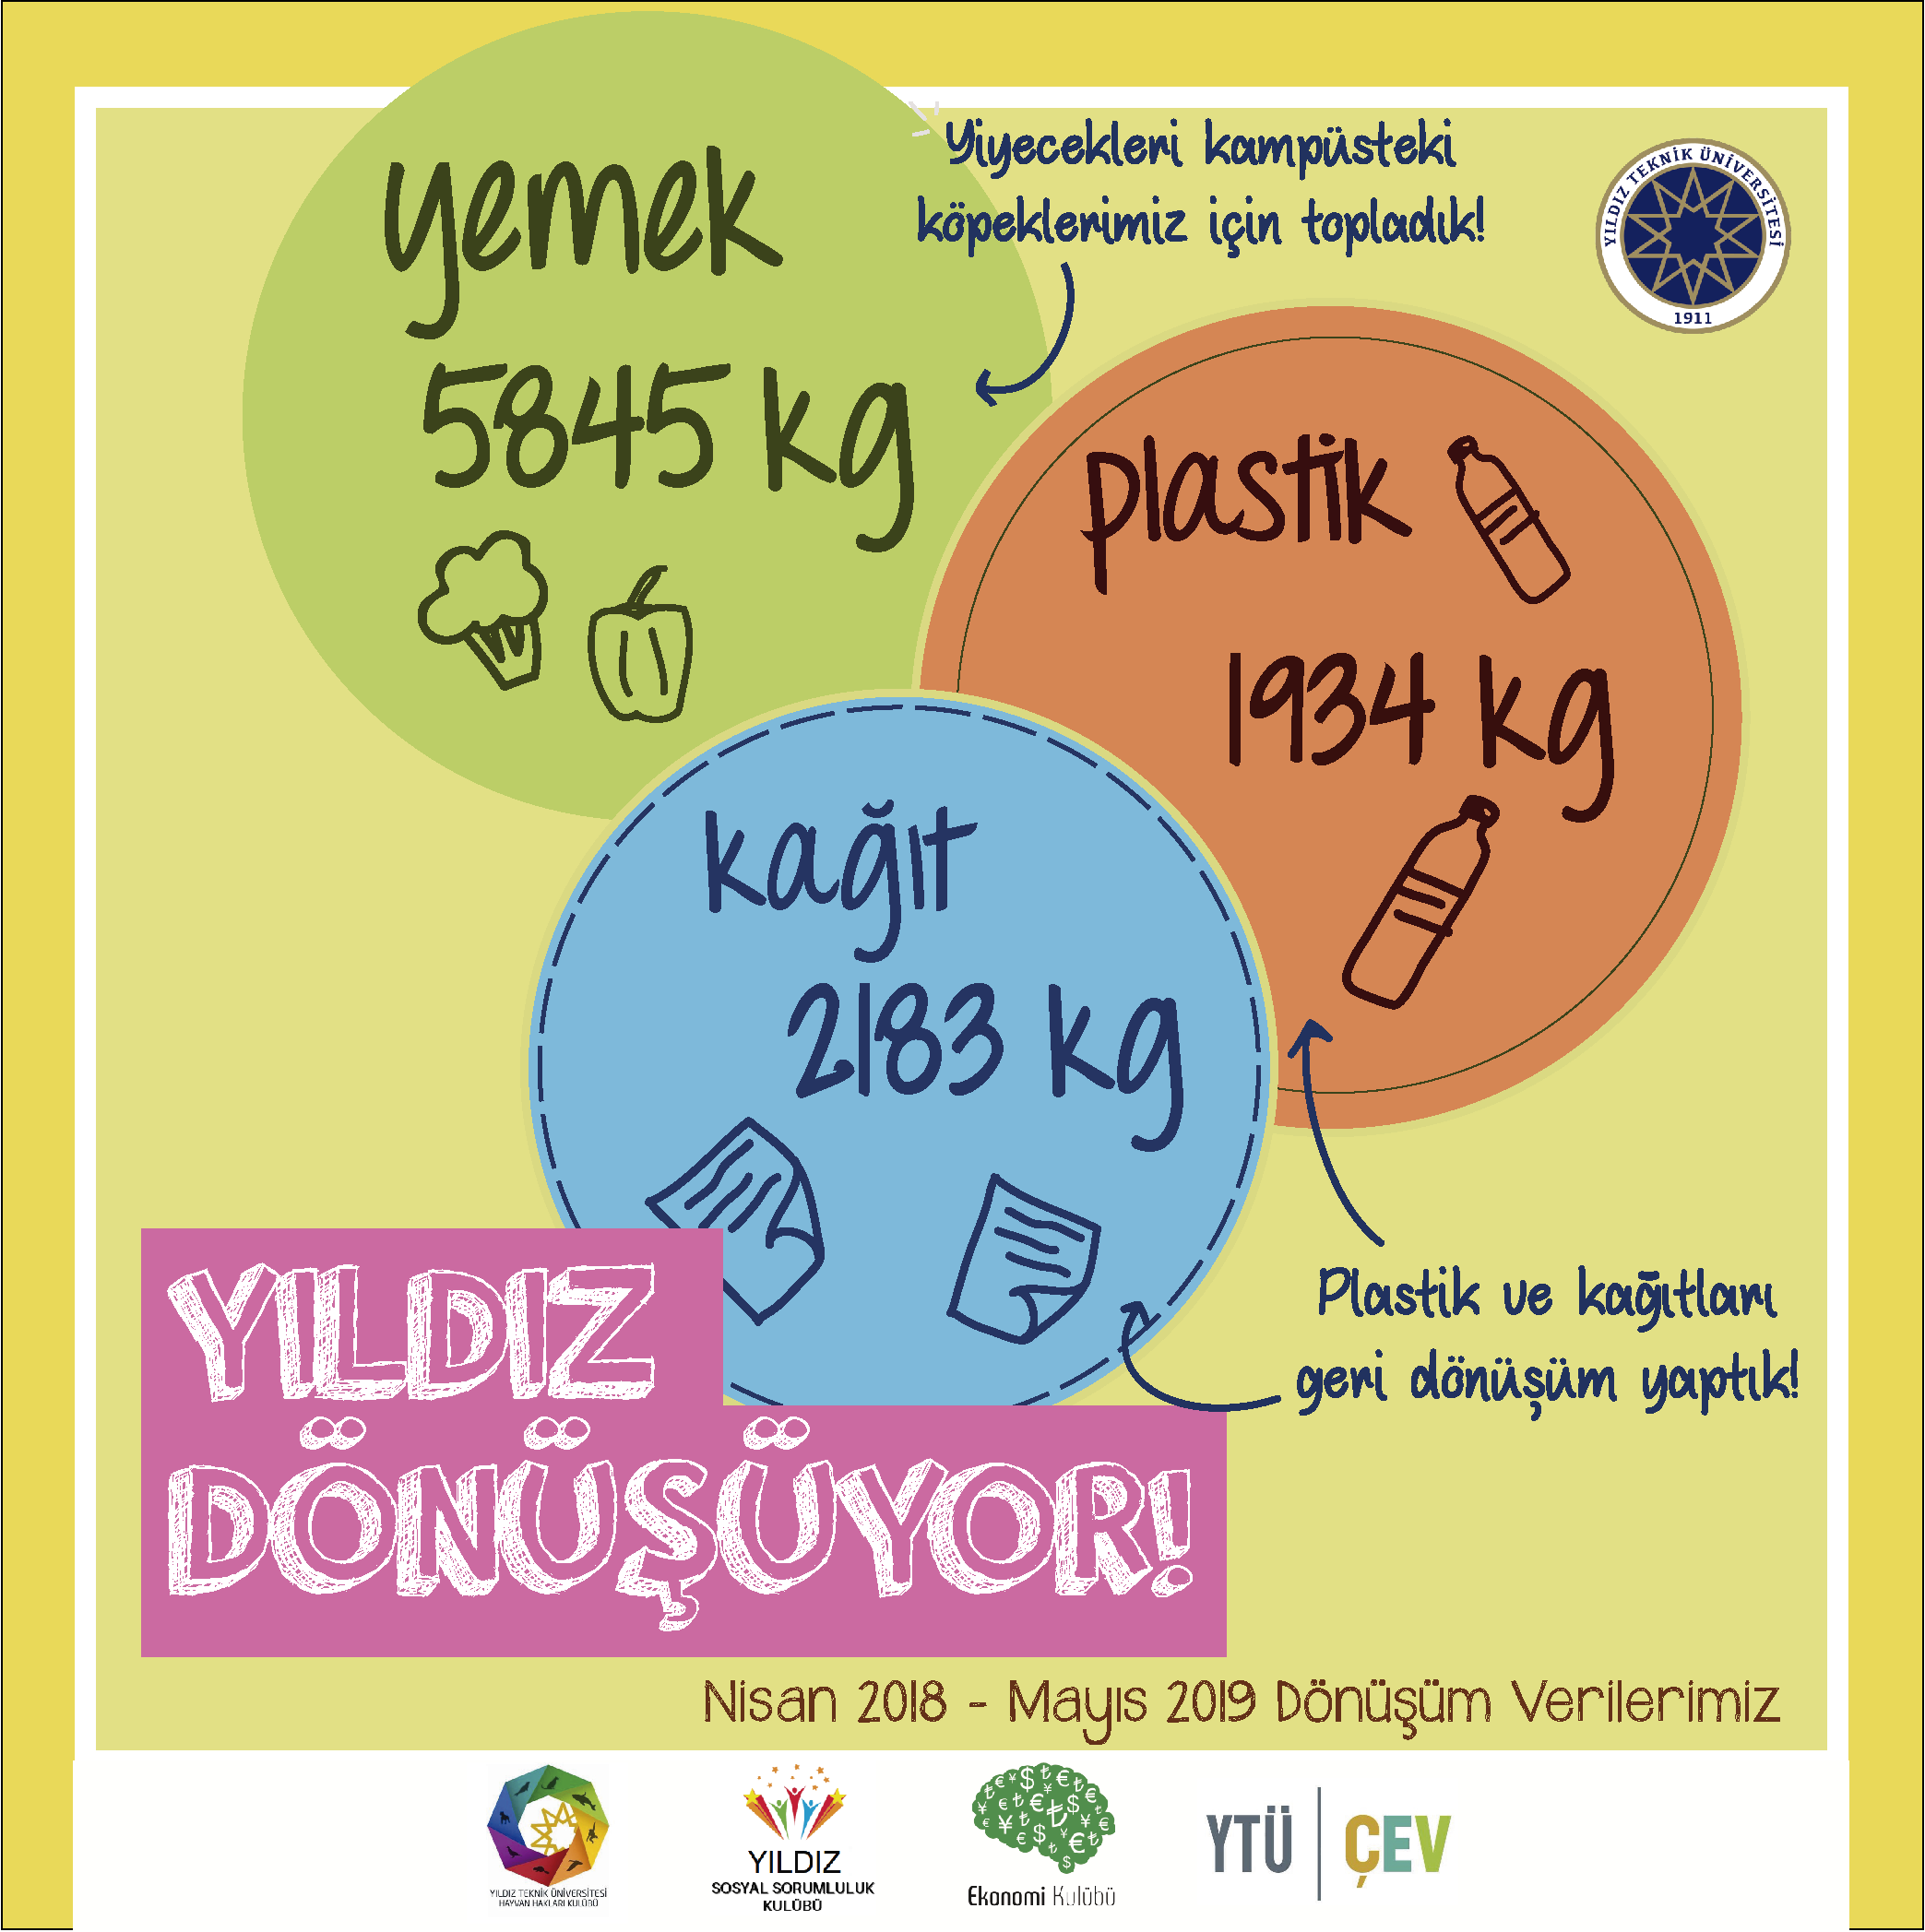 yemek
5845 kg
Yiyecekleri kampüsteki
köpeklerimiz için topladık!
YILDIZ TEKNİK ÜNİVERSİTESİ
1911
plastik
1934 kg
kağıt
2183 kg
Plastik ve kağıtları
geri dönüşüm yaptık!
YILDIZ
DÖNÜŞÜYOR!
Nisan 2018 - Mayıs 2019 Dönüşüm Verilerimiz
YILDIZ TEKNİK ÜNİVERSİTESİ
HAYVAN HAKLARI KULÜBÜ
YILDIZ
SOSYAL SORUMLULUK
KULÜBÜ
Ekonomi Kulübü
YTÜ | ÇEV